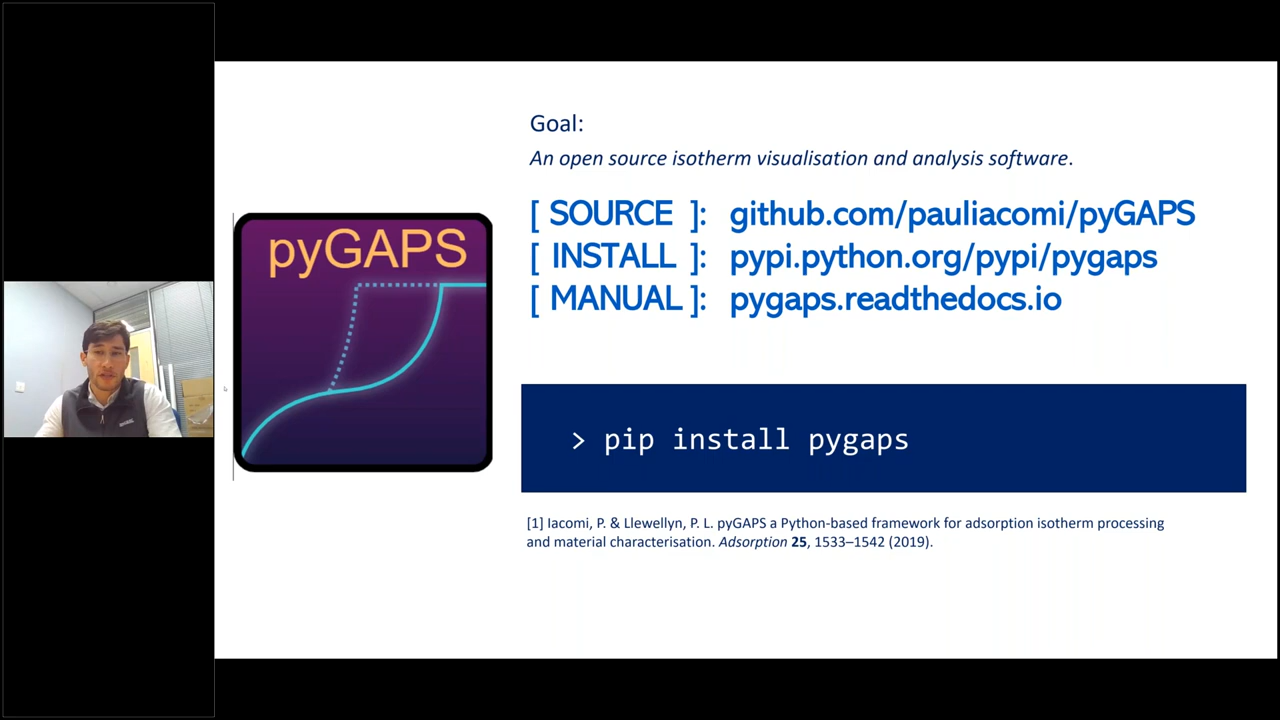 Goal:
An open source isotherm visualisation and analysis software.
[ SOURCE ]: github.com/pauliacomi/pyGAPS
[ INSTALL ]: pypi.python.org/pypi/pygaps
[ MANUAL ]: pygaps.readthedocs.io
pyGAPS
> pip install pygaps
[1] Iacomi, P. & Llewellyn, P. L. pyGAPS a Python-based framework for adsorption isotherm processing
and material characterisation. Adsorption 25, 1533–1542 (2019).